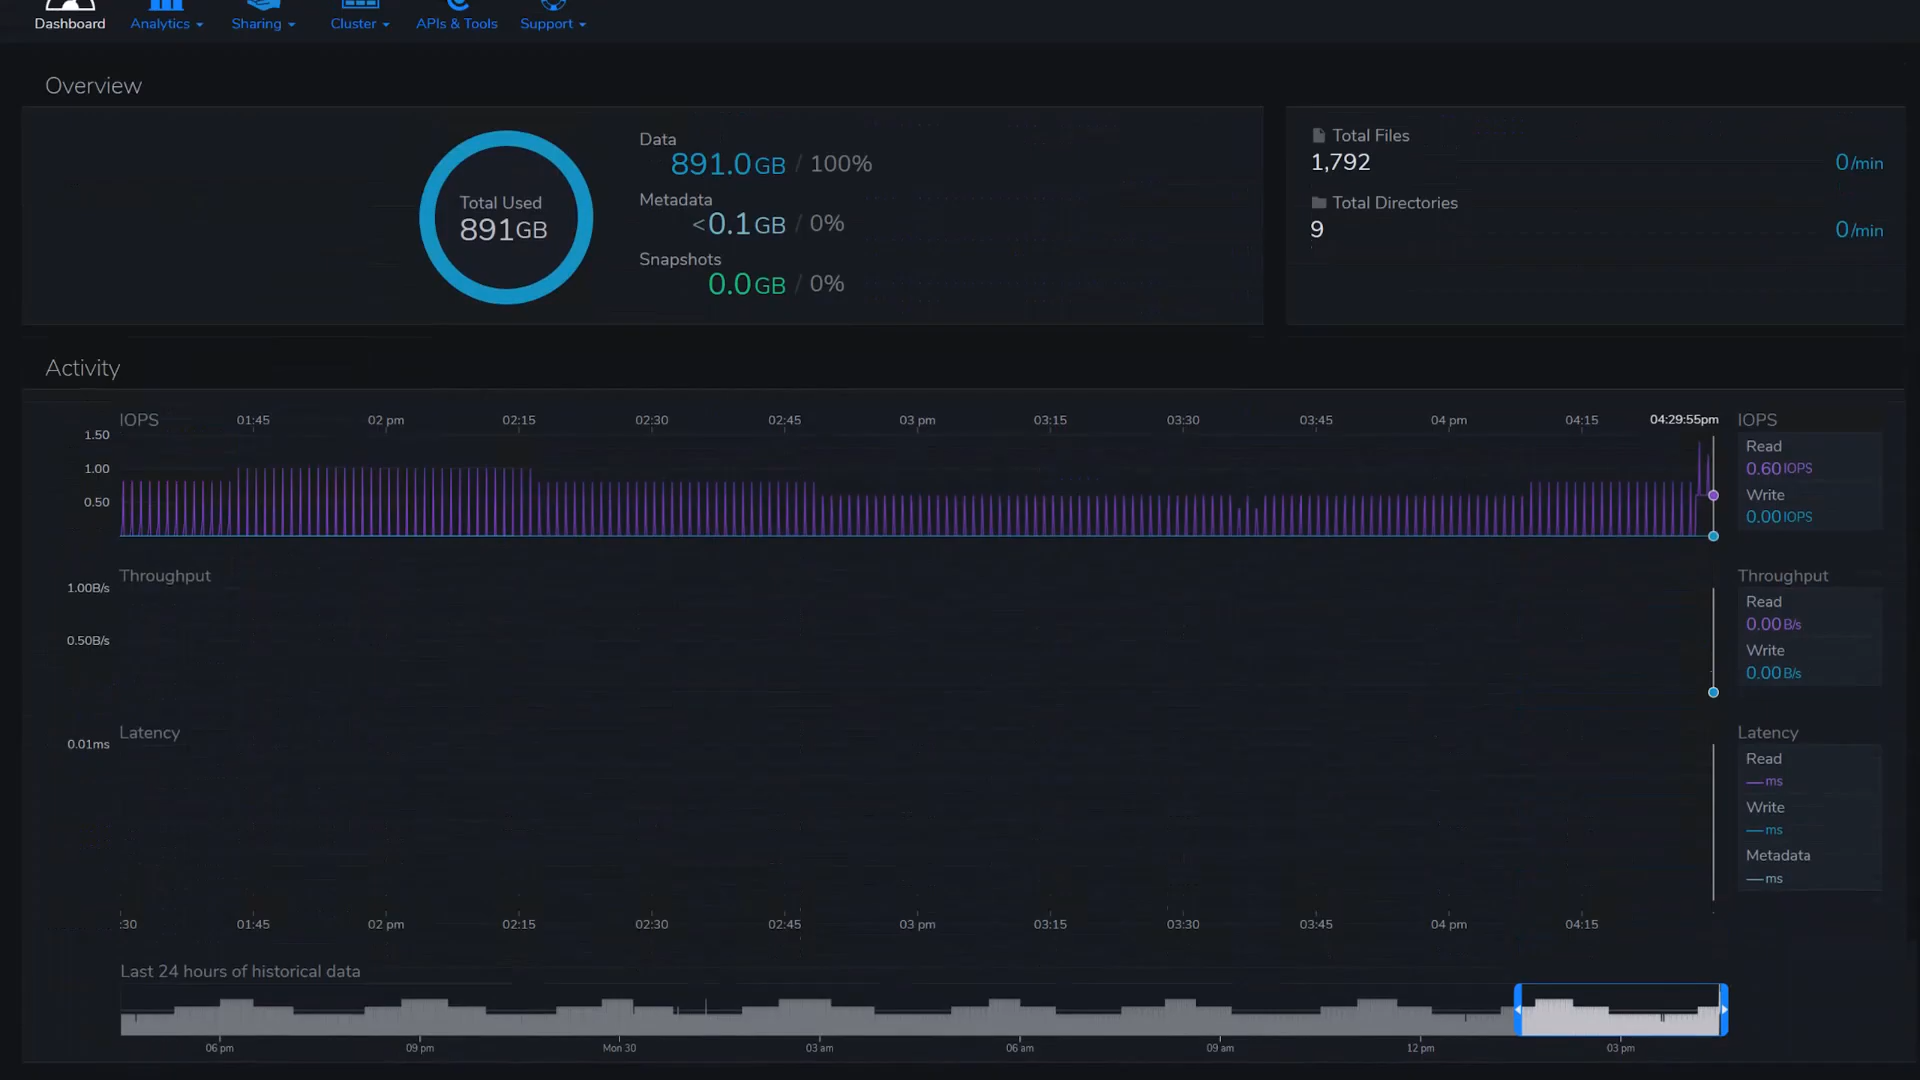 Dashboard Analytics Sharing Cluster APIs & Tools Support
Overview
Total Used
891GB
Data
891.0GB / 100%
Metadata
<0.1GB / 0%
Snapshots
0.0GB / 0%
Total Files
1,792 0/min
Total Directories
9 0/min
Activity
IOPS 01:45 02 pm 02:15 02:30 02:45 03 pm 03:15 03:30 03:45 04 pm 04:15 04:29:55pm
1.50
1.00
0.50
IOPS
Read
0.60IOPS
Write
0.00IOPS
Throughput
1.00B/s
0.50B/s
Throughput
Read
0.00B/s
Write
0.00B/s
Latency
0.01ms
Latency
Read
—ms
Write
—ms
Metadata
—ms
:30 01:45 02 pm 02:15 02:30 02:45 03 pm 03:15 03:30 03:45 04 pm 04:15
Last 24 hours of historical data
06 pm 09 pm Mon 30 03 am 06 am 09 am 12 pm 03 pm